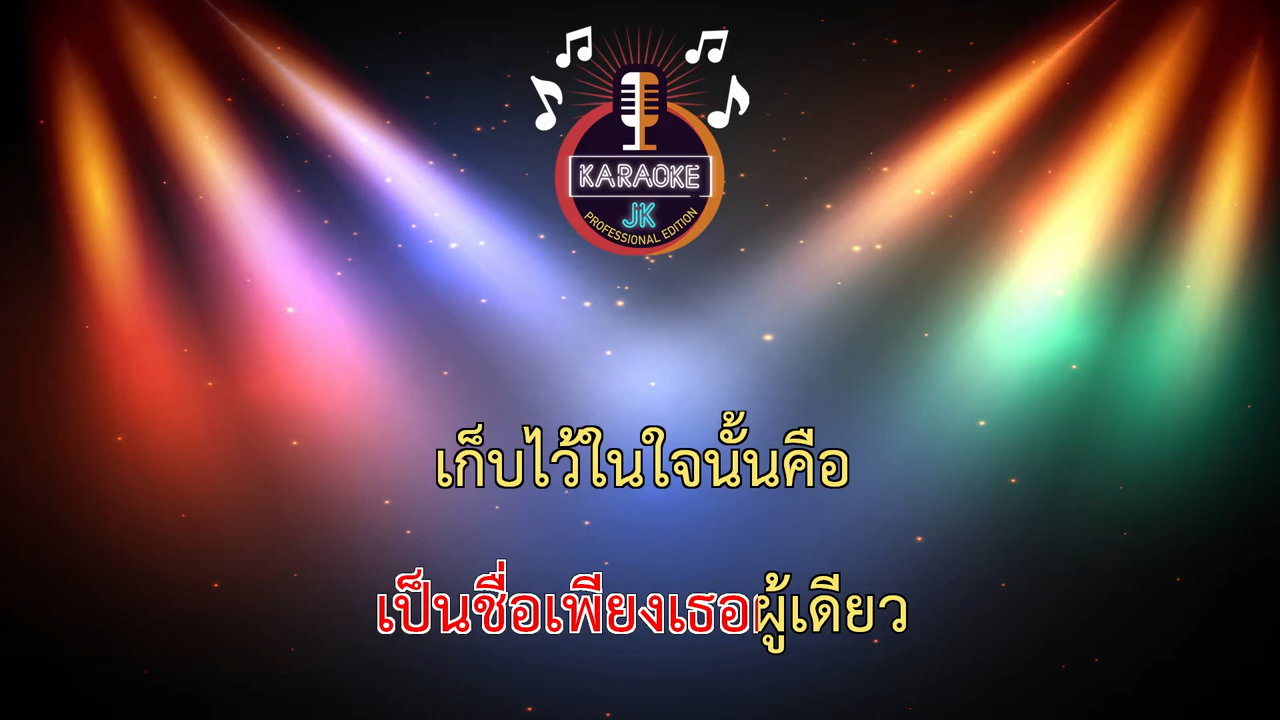 KARAOKE
JK
PROFESSIONAL EDITION
เก็บไว้ในใจนั้นคือ
เป็นชื่อเพียงเธอผู้เดียว